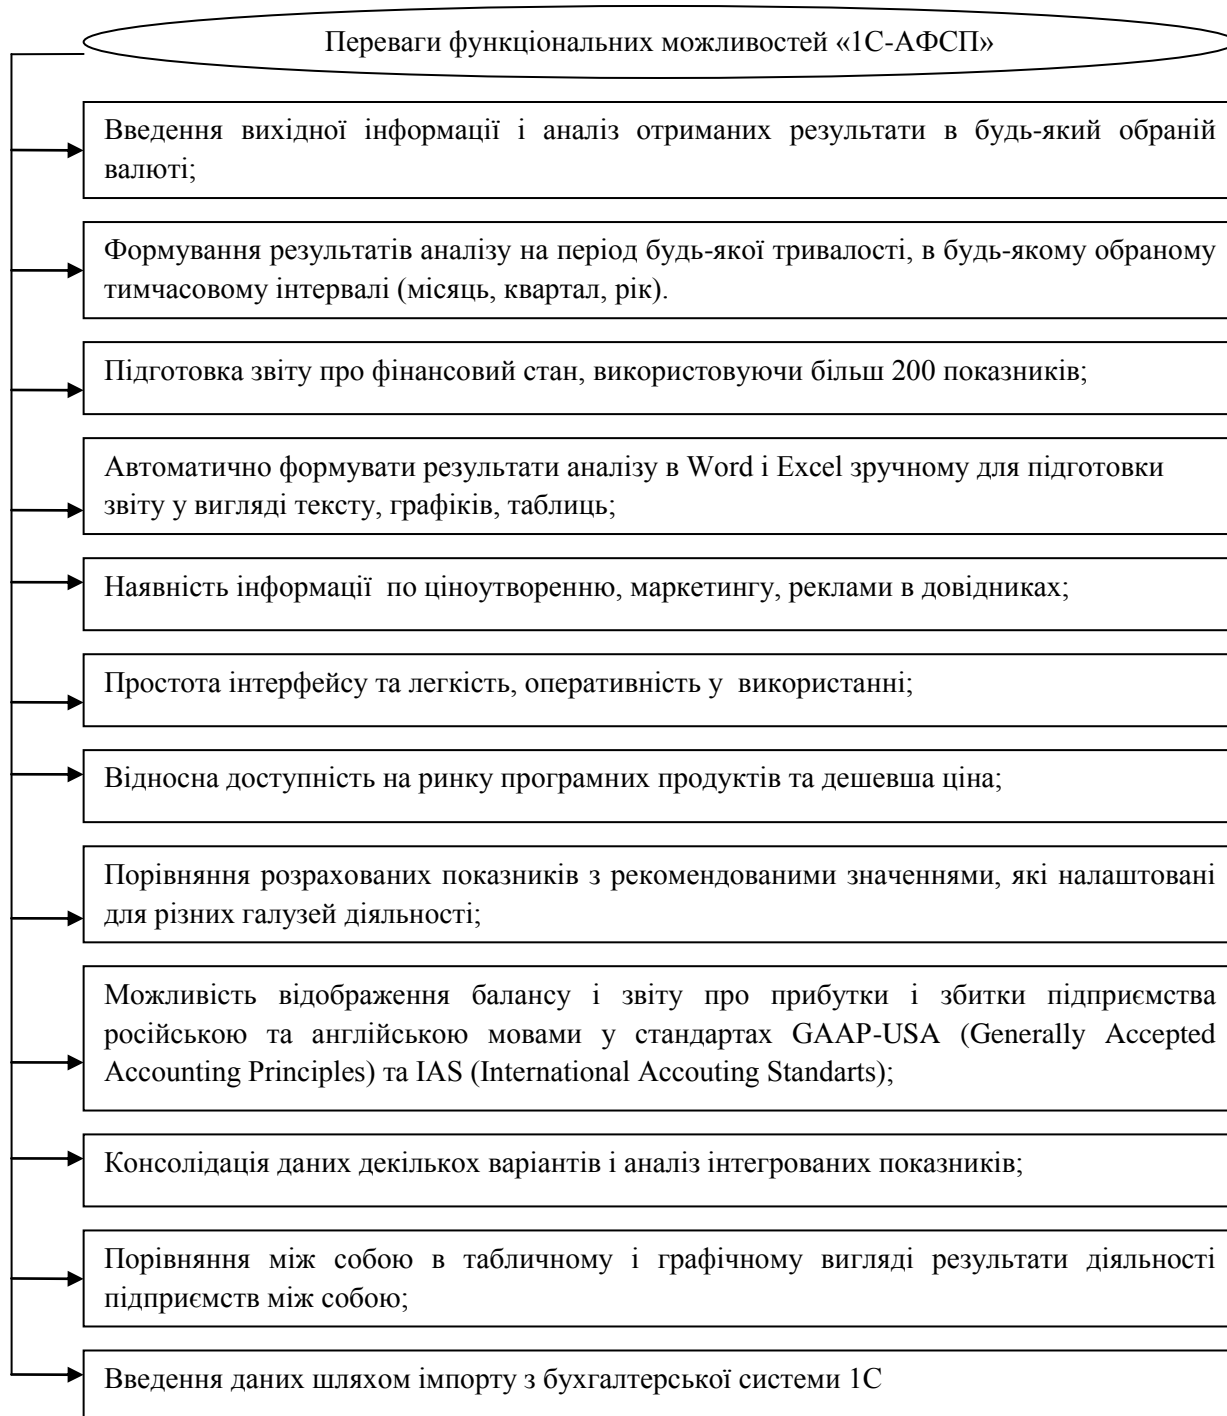 Переваги функціональних можливостей «1С-АФСП»
Введення вихідної інформації і аналіз отриманих результати в будь-який обраній
валюті;
Формування результатів аналізу на період будь-якої тривалості, в будь-якому обраному
тимчасовому інтервалі (місяць, квартал, рік).
Підготовка звіту про фінансовий стан, використовуючи більш 200 показників;
Автоматично формувати результати аналізу в Word і Excel зручному для підготовки
звіту у вигляді тексту, графіків, таблиць;
Наявність інформації по ціноутворенню, маркетингу, реклами в довідниках;
Простота інтерфейсу та легкість, оперативність у використанні;
Відносна доступність на ринку програмних продуктів та дешевша ціна;
Порівняння розрахованих показників з рекомендованими значеннями, які налаштовані
для різних галузей діяльності;
Можливість відображення балансу і звіту про прибутки і збитки підприємства
російською та англійською мовами у стандартах GAAP-USA (Generally Accepted
Accounting Principles) та IAS (International Accouting Standarts);
Консолідація даних декількох варіантів і аналіз інтегрованих показників;
Порівняння між собою в табличному і графічному вигляді результати діяльності
підприємств між собою;
Введення даних шляхом імпорту з бухгалтерської системи 1С